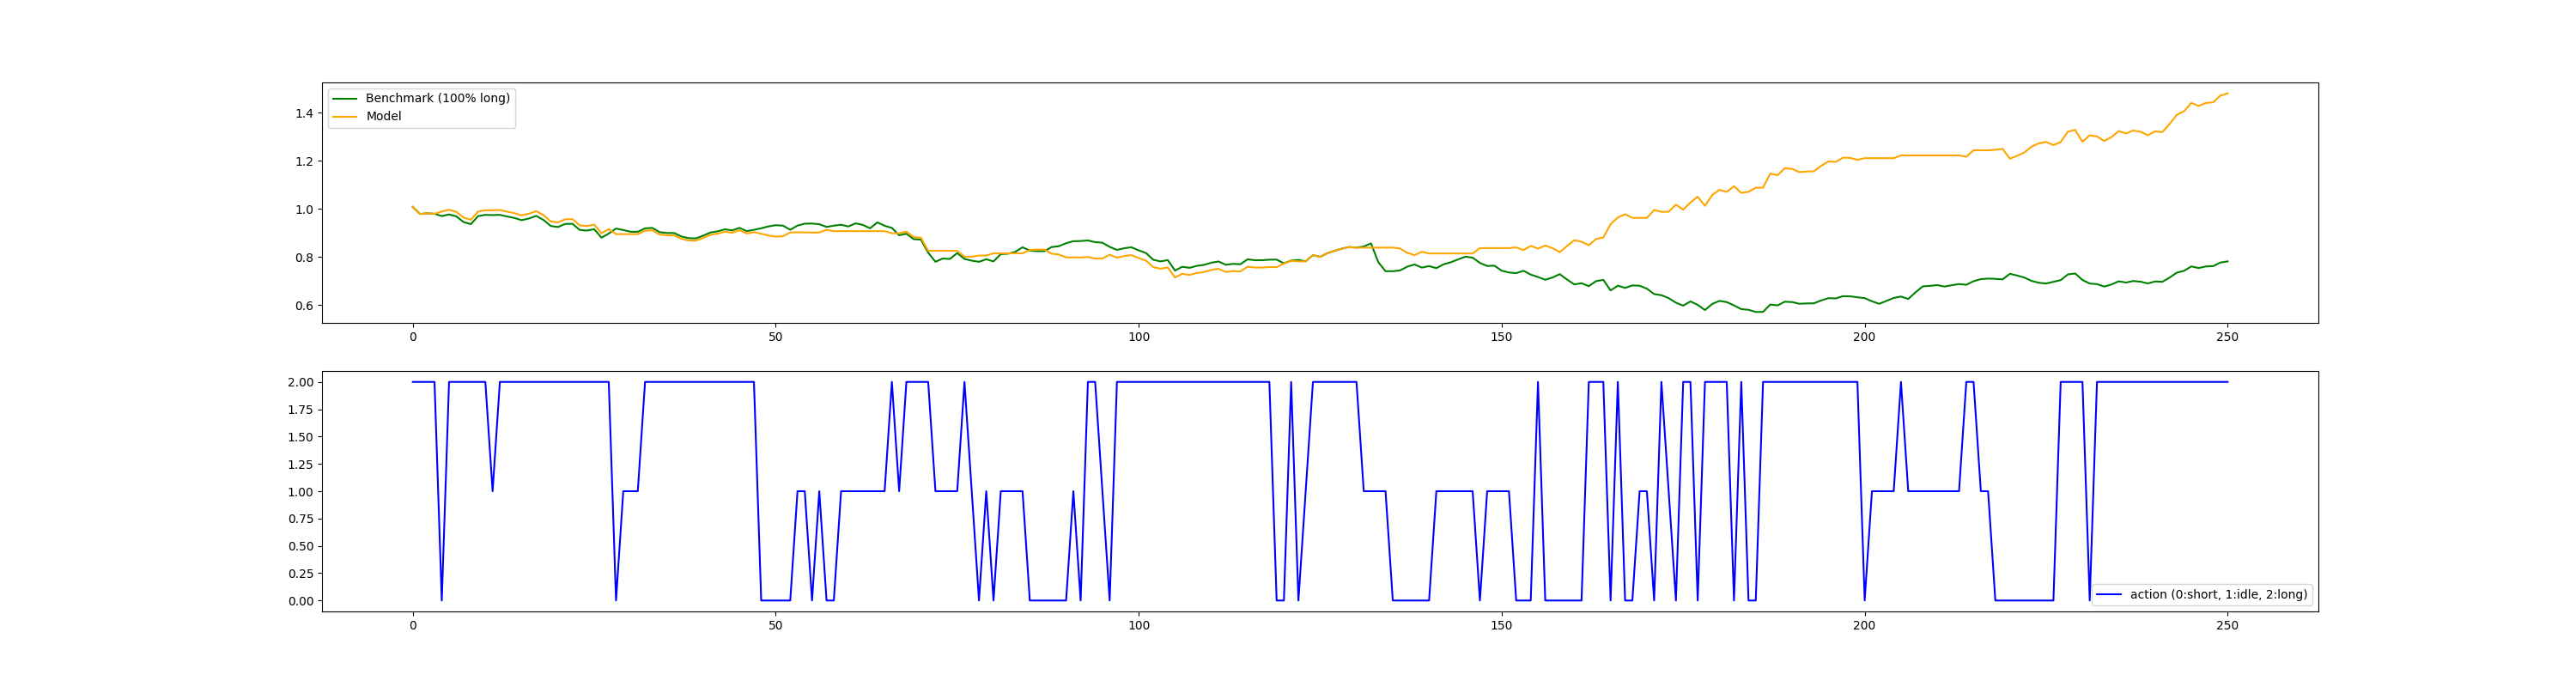 Benchmark (100% long)
Model
1.4
1.2
1.0
0.8
0.6
0 50 100 150 200 250
2.00
1.75
1.50
1.25
1.00
0.75
0.50
0.25
0.00
action (0:short, 1:idle, 2:long)
0 50 100 150 200 250